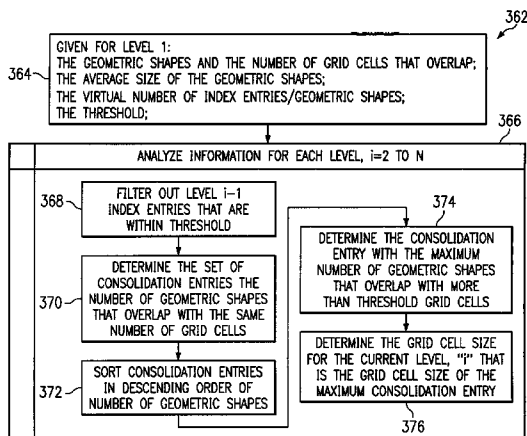 362
364
GIVEN FOR LEVEL 1:
THE GEOMETRIC SHAPES AND THE NUMBER OF GRID CELLS THAT OVERLAP;
THE AVERAGE SIZE OF THE GEOMETRIC SHAPES;
THE VIRTUAL NUMBER OF INDEX ENTRIES/GEOMETRIC SHAPES;
THE THRESHOLD;
366
ANALYZE INFORMATION FOR EACH LEVEL, i=2 TO N
368
FILTER OUT LEVEL i-1
INDEX ENTRIES THAT ARE
WITHIN THRESHOLD
370
DETERMINE THE SET OF
CONSOLIDATION ENTRIES THE
NUMBER OF GEOMETRIC SHAPES
THAT OVERLAP WITH THE SAME
NUMBER OF GRID CELLS
372
SORT CONSOLIDATION ENTRIES
IN DESCENDING ORDER OF
NUMBER OF GEOMETRIC SHAPES
374
DETERMINE THE CONSOLIDATION
ENTRY WITH THE MAXIMUM
NUMBER OF GEOMETRIC SHAPES
THAT OVERLAP WITH MORE
THAN THRESHOLD GRID CELLS
DETERMINE THE GRID CELL SIZE
FOR THE CURRENT LEVEL, "i" THAT
IS THE GRID CELL SIZE OF THE
MAXIMUM CONSOLIDATION ENTRY
376